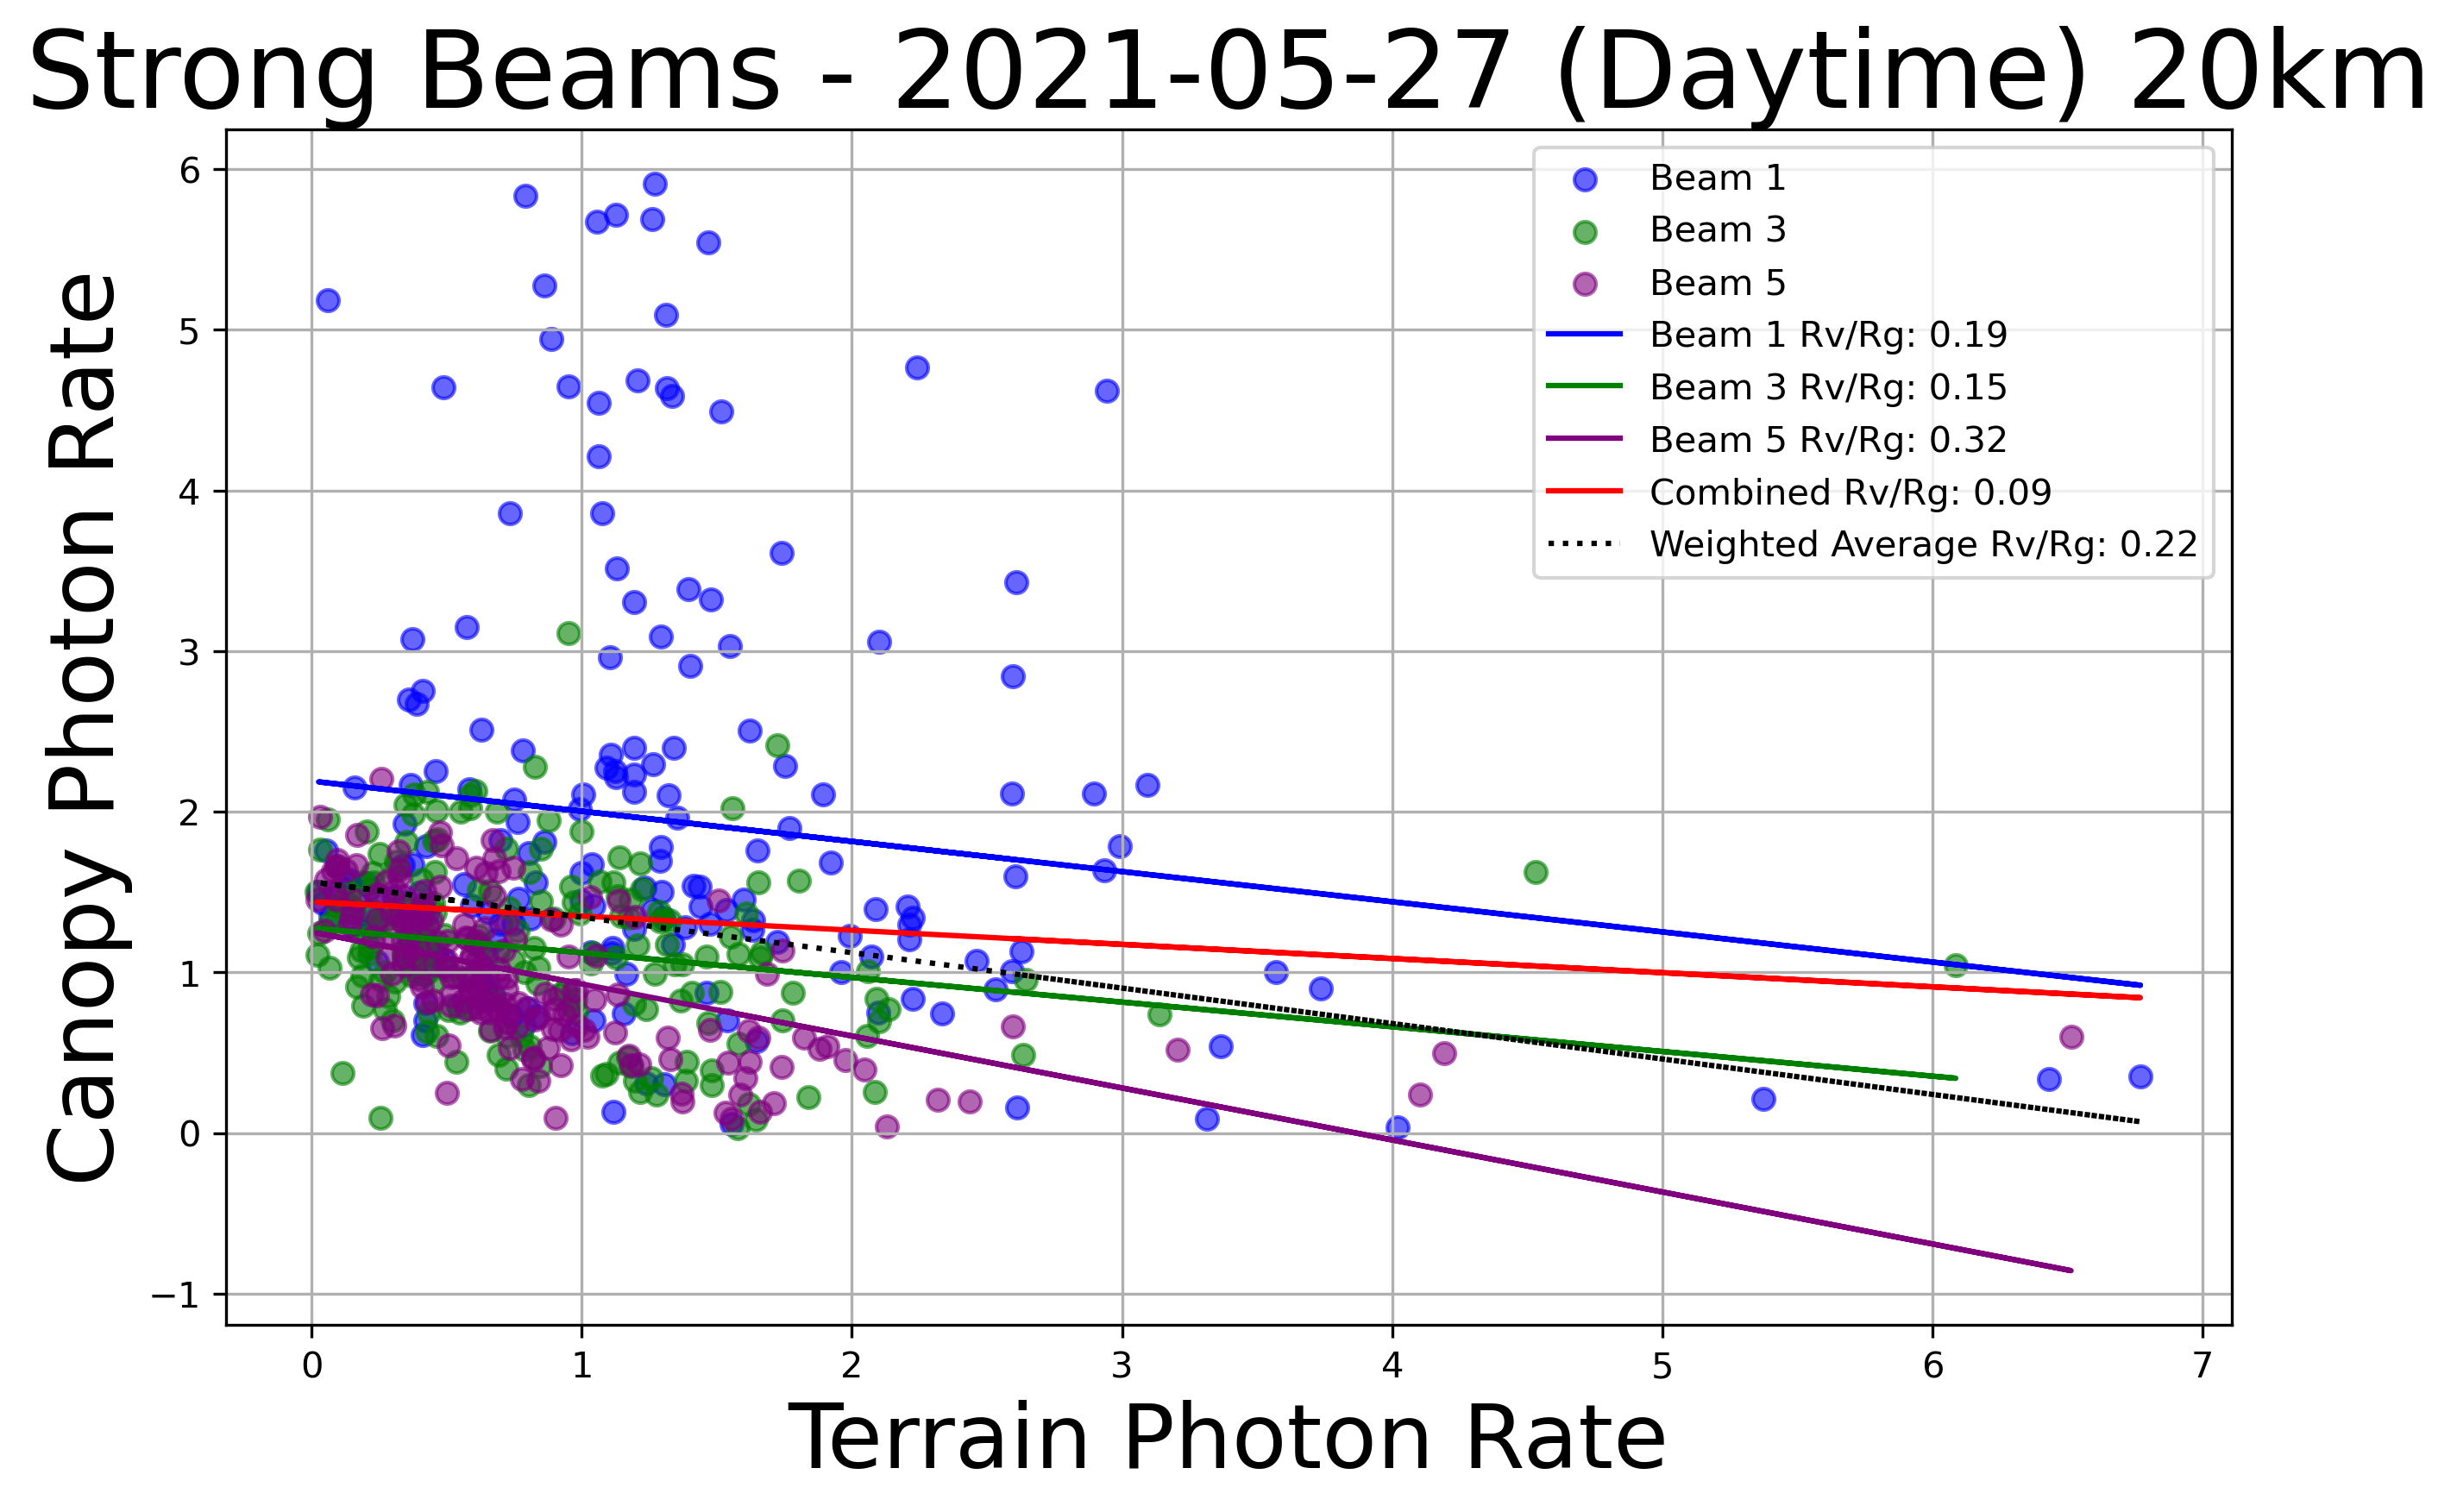 Strong Beams - 2021-05-27 (Daytime) 20km
Canopy Photon Rate
6
5
4
3
2
1
0
−1
Beam 1
Beam 3
Beam 5
Beam 1 Rv/Rg: 0.19
Beam 3 Rv/Rg: 0.15
Beam 5 Rv/Rg: 0.32
Combined Rv/Rg: 0.09
Weighted Average Rv/Rg: 0.22
0 1 2 3 4 5 6 7
Terrain Photon Rate